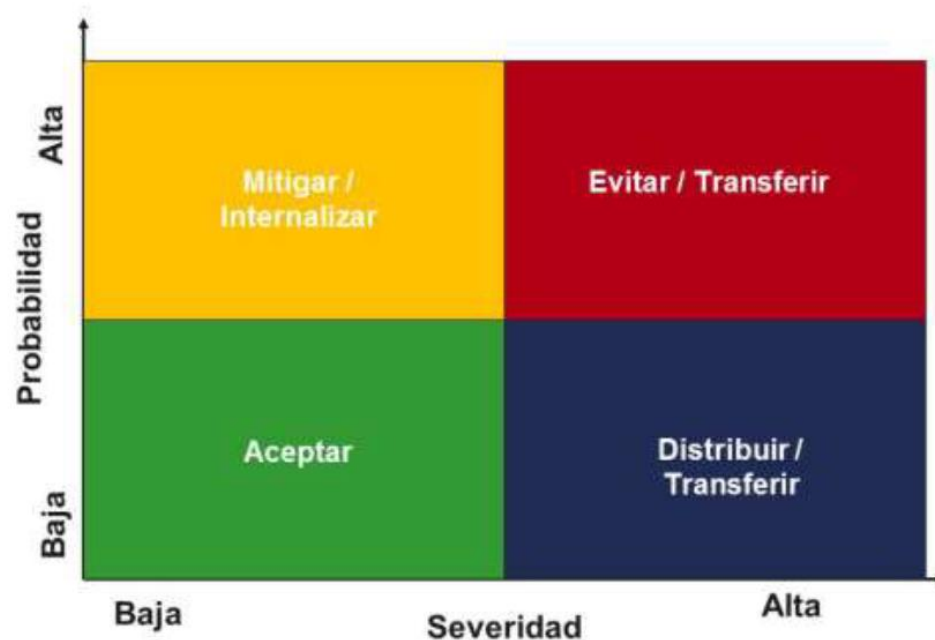 Alta
Probabilidad
Baja
Mitigar /
Internalizar
Evitar / Transferir
Aceptar
Distribuir /
Transferir
Baja
Severidad
Alta